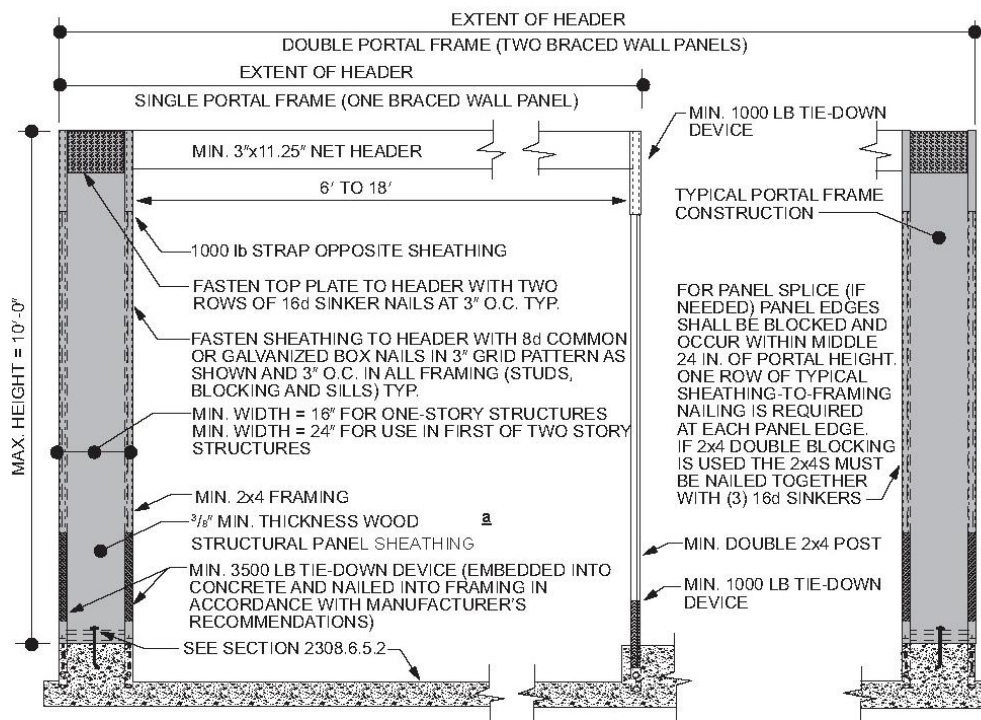 EXTENT OF HEADER
DOUBLE PORTAL FRAME (TWO BRACED WALL PANELS)
EXTENT OF HEADER
SINGLE PORTAL FRAME (ONE BRACED WALL PANEL)
MIN. 1000 LB TIE-DOWN
DEVICE
MIN. 3"x11.25" NET HEADER
6' TO 18'
TYPICAL PORTAL FRAME
CONSTRUCTION
1000 lb STRAP OPPOSITE SHEATHING
FASTEN TOP PLATE TO HEADER WITH TWO
ROWS OF 16d SINKER NAILS AT 3" O.C. TYP.
FASTEN SHEATHING TO HEADER WITH 8d COMMON
OR GALVANIZED BOX NAILS IN 3" GRID PATTERN AS
SHOWN AND 3" O.C. IN ALL FRAMING (STUDS,
BLOCKING AND SILLS) TYP.
MIN. WIDTH = 16" FOR ONE-STORY STRUCTURES
MIN. WIDTH = 24" FOR USE IN FIRST OF TWO STORY
STRUCTURES
FOR PANEL SPLICE (IF
NEEDED) PANEL EDGES
SHALL BE BLOCKED AND
OCCUR WITHIN MIDDLE
24 IN. OF PORTAL HEIGHT.
ONE ROW OF TYPICAL
SHEATHING-TO-FRAMING
NAILING IS REQUIRED
AT EACH PANEL EDGE.
IF 2x4 DOUBLE BLOCKING
IS USED THE 2x4S MUST
BE NAILED TOGETHER
WITH (3) 16d SINKERS
MAX. HEIGHT = 10'-0"
MIN. 2x4 FRAMING
3/8" MIN. THICKNESS WOOD a
STRUCTURAL PANEL SHEATHING
MIN. 3500 LB TIE-DOWN DEVICE (EMBEDDED INTO
CONCRETE AND NAILED INTO FRAMING IN
ACCORDANCE WITH MANUFACTURER'S
RECOMMENDATIONS)
MIN. DOUBLE 2x4 POST
MIN. 1000 LB TIE-DOWN
DEVICE
SEE SECTION 2308.6.5.2